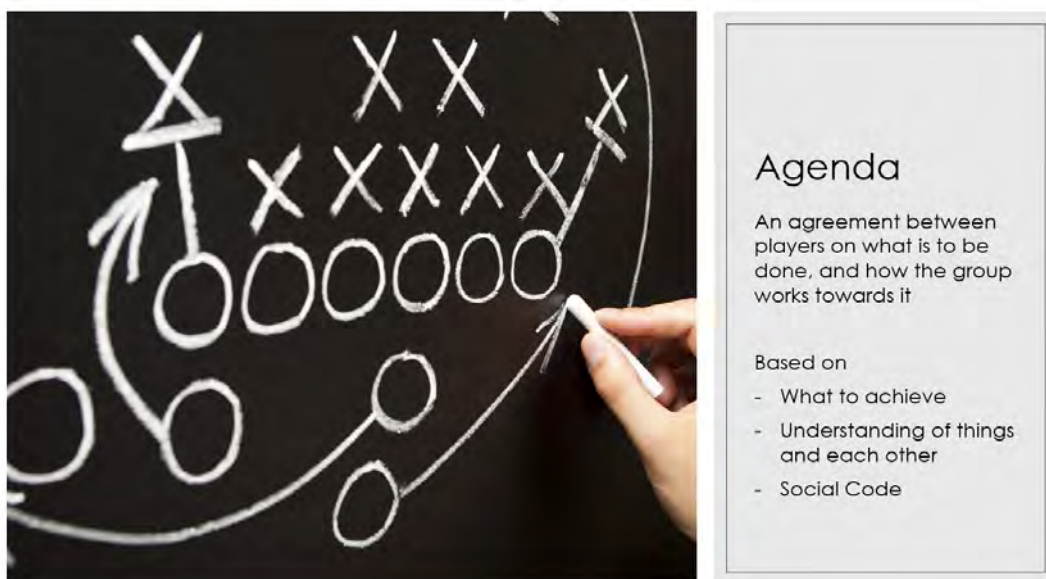 Agenda
An agreement between
players on what is to be
done, and how the group
works towards it
Based on
- What to achieve
- Understanding of things
and each other
- Social Code